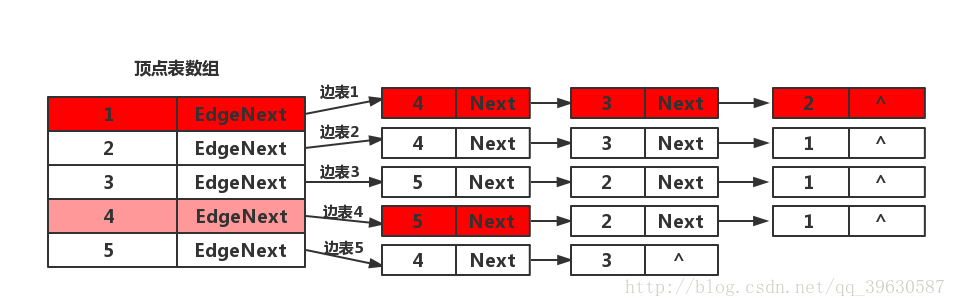 顶点表数组
1 EdgeNext 边表1 4 Next 3 Next 2 ^
2 EdgeNext 边表2 4 Next 3 Next 1 ^
3 EdgeNext 边表3 5 Next 2 Next 1 ^
4 EdgeNext 边表4 5 Next 2 Next 1 ^
5 EdgeNext 边表5 4 Next 3 ^
http://blog.csdn.net/qq_39630587